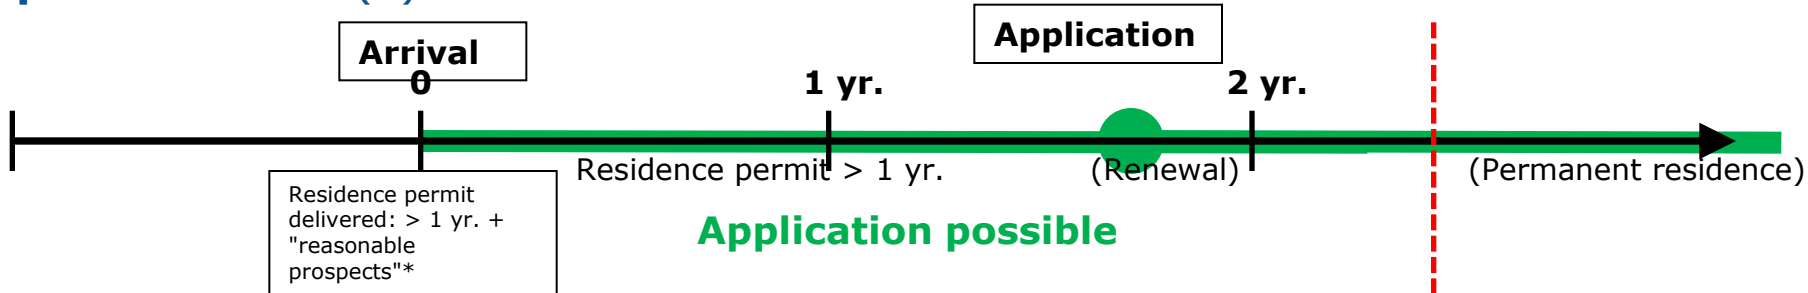 Arrival
Application
0
1 yr.
2 yr.
Residence permit > 1 yr.
(Renewal)
(Permanent residence)
Residence permit
delivered: > 1 yr. +
"reasonable
prospects"*
Application possible